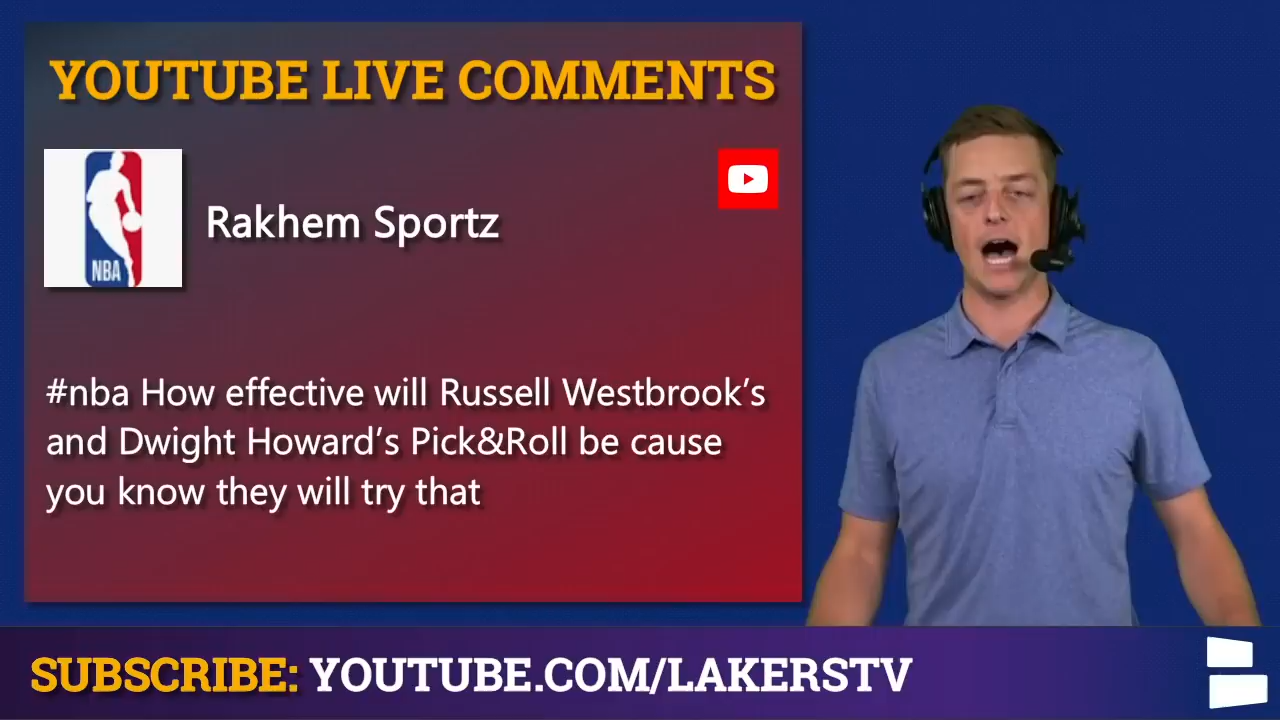 YOUTUBE LIVE COMMENTS
NBA
Rakhem Sportz
#nba How effective will Russell Westbrook’s
and Dwight Howard’s Pick&Roll be cause
you know they will try that
SUBSCRIBE: YOUTUBE.COM/LAKERSTV